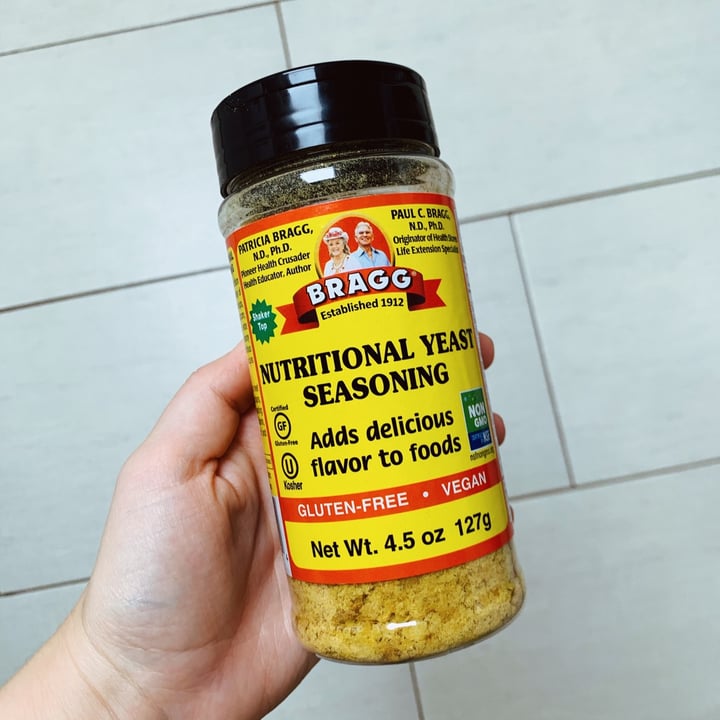 PATRICIA BRAGG,
N.D., Ph.D.
Pioneer Health Crusader
Health Educator, Author
PAUL C. BRAGG,
N.D., Ph.D.
Originator of Health Stores
Life Extension Specialist
BRAGG
Established 1912
Shaker
Top
NUTRITIONAL YEAST
SEASONING
Certified
GF
Gluten-Free
U
Kosher
Adds delicious
flavor to foods
NON
GMO
GLUTEN-FREE • VEGAN
Net Wt. 4.5 oz 127g